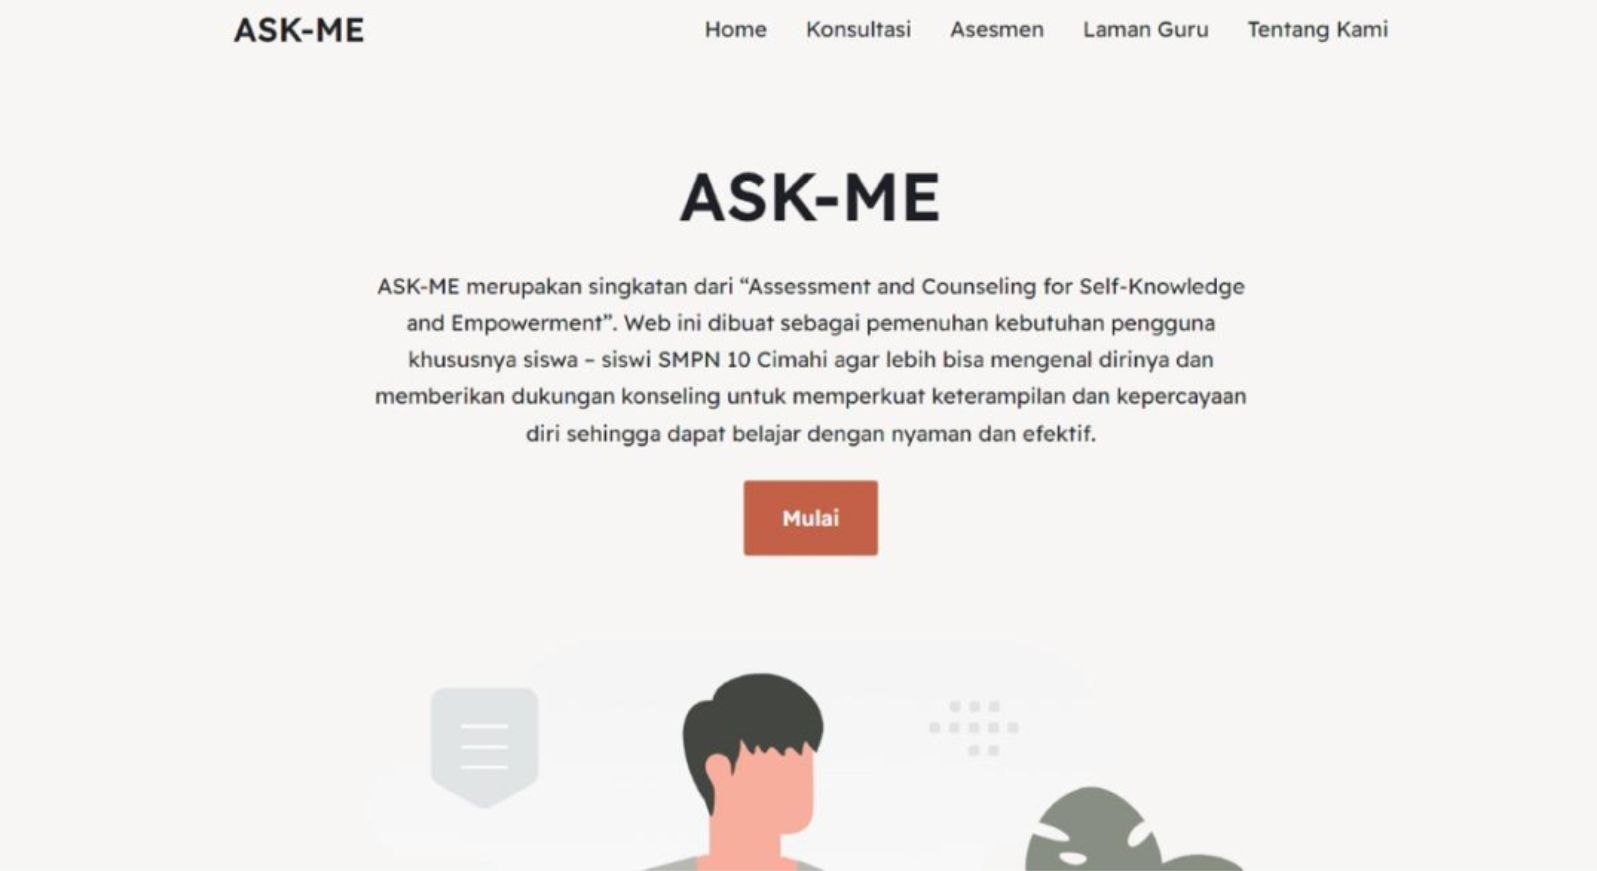 ASK-ME
Home Konsultasi Asesmen Laman Guru Tentang Kami
ASK-ME
ASK-ME merupakan singkatan dari “Assessment and Counseling for Self-Knowledge
and Empowerment”. Web ini dibuat sebagai pemenuhan kebutuhan pengguna
khususnya siswa – siswi SMPN 10 Cimahi agar lebih bisa mengenal dirinya dan
memberikan dukungan konseling untuk memperkuat keterampilan dan kepercayaan
diri sehingga dapat belajar dengan nyaman dan efektif.
Mulai